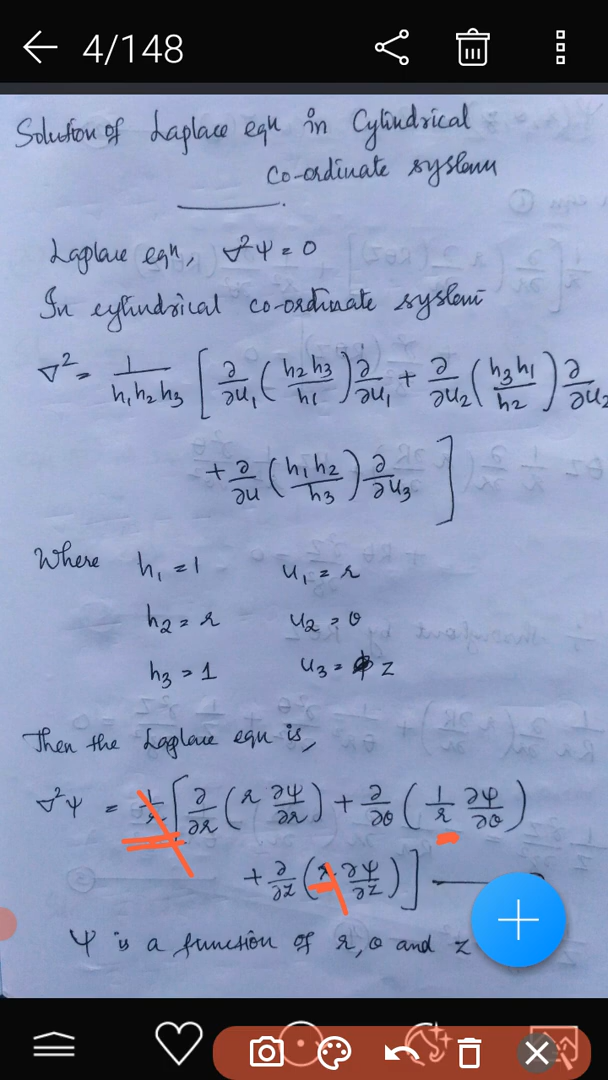 4/148
Solution of Laplace eqn in Cylindrical
co-ordinate system
Laplace eqn, ∇²Ψ = 0
In cylindrical co-ordinate system
∇² = 1/(h₁h₂h₃) [ ∂/∂u₁ (h₂h₃/h₁) ∂/∂u₁ + ∂/∂u₂ (h₃h₁/h₂) ∂/∂u₂
+ ∂/∂u (h₁h₂/h₃) ∂/∂u₃ ]
Where h₁ = 1 u₁ = r
h₂ = r u₂ = θ
h₃ = 1 u₃ = z
Then the Laplace eqn is,
∇²Ψ = 1/r [ ∂/∂r (r ∂Ψ/∂r) + ∂/∂θ (1/r ∂Ψ/∂θ)
+ ∂/∂z (r ∂Ψ/∂z) ]
Ψ is a function of r, θ and z